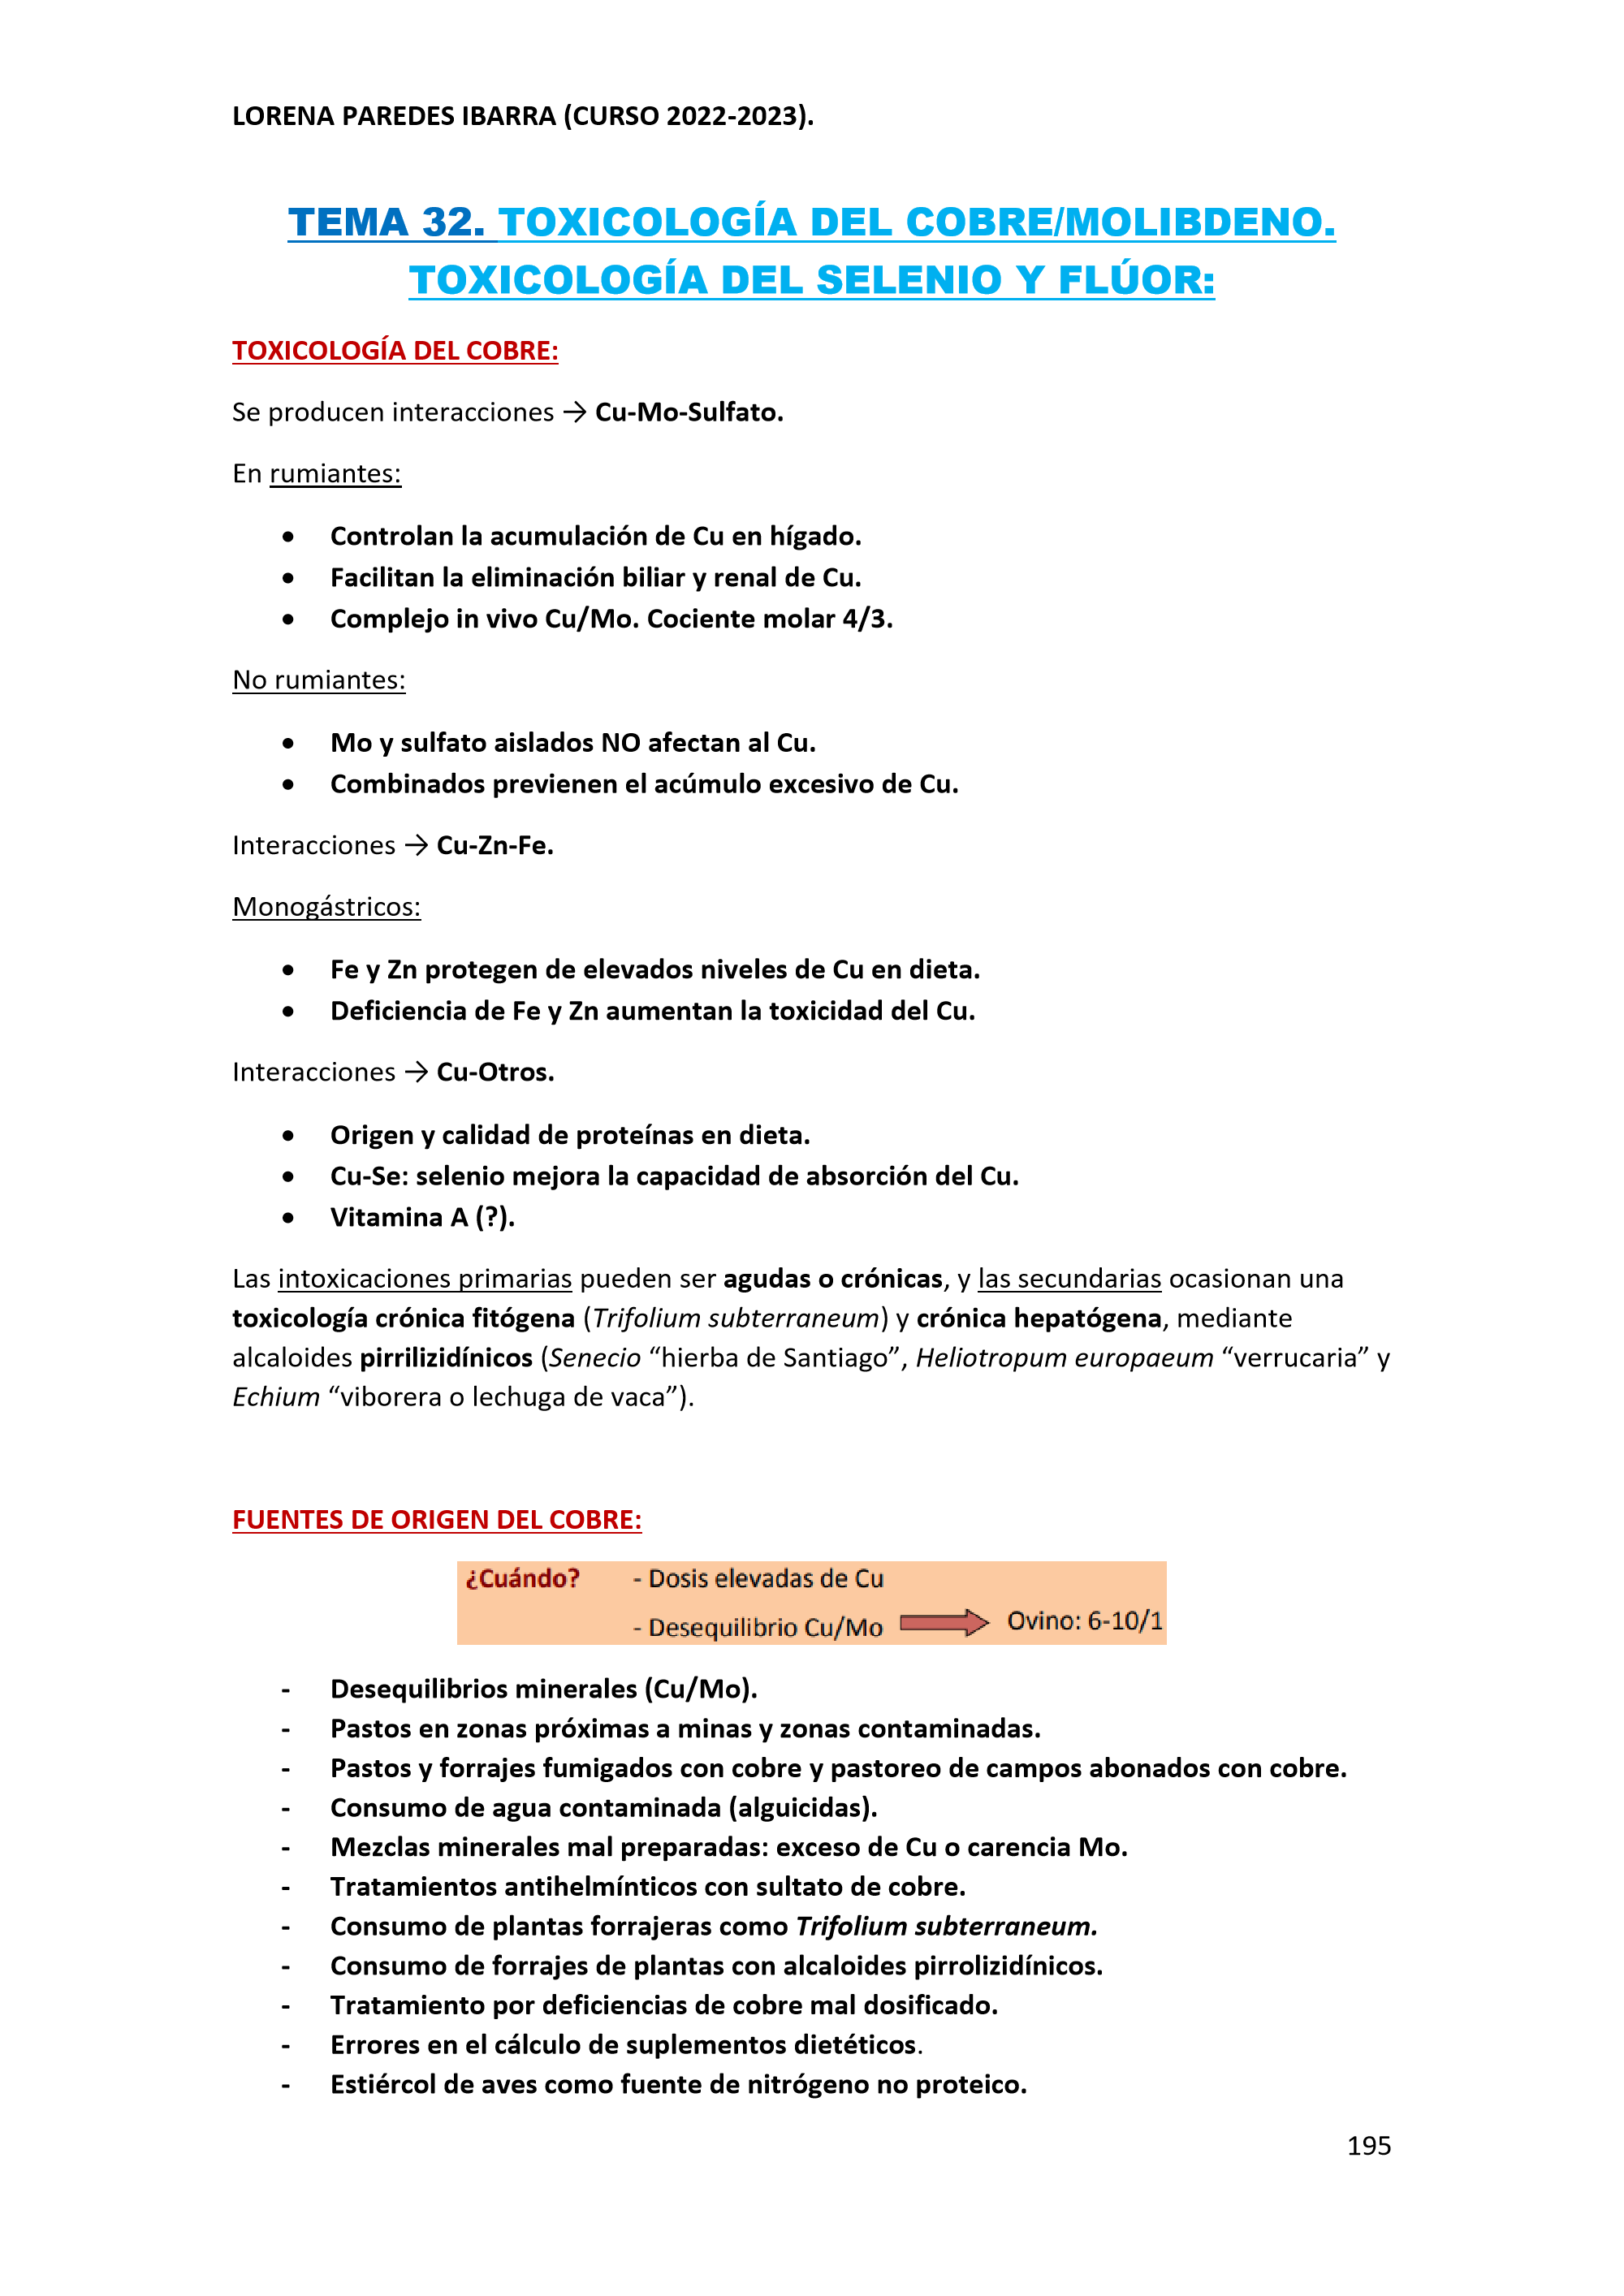 LORENA PAREDES IBARRA (CURSO 2022-2023).
TEMA 32. TOXICOLOGÍA DEL COBRE/MOLIBDENO.
TOXICOLOGÍA DEL SELENIO Y FLÚOR:
TOXICOLOGÍA DEL COBRE:
Se producen interacciones → Cu-Mo-Sulfato.
En rumiantes:
• Controlan la acumulación de Cu en hígado.
• Facilitan la eliminación biliar y renal de Cu.
• Complejo in vivo Cu/Mo. Cociente molar 4/3.
No rumiantes:
• Mo y sulfato aislados NO afectan al Cu.
• Combinados previenen el acúmulo excesivo de Cu.
Interacciones → Cu-Zn-Fe.
Monogástricos:
• Fe y Zn protegen de elevados niveles de Cu en dieta.
• Deficiencia de Fe y Zn aumentan la toxicidad del Cu.
Interacciones → Cu-Otros.
• Origen y calidad de proteínas en dieta.
• Cu-Se: selenio mejora la capacidad de absorción del Cu.
• Vitamina A (?).
Las intoxicaciones primarias pueden ser agudas o crónicas, y las secundarias ocasionan una
toxicología crónica fitógena (Trifolium subterraneum) y crónica hepatógena, mediante
alcaloides pirrilizidínicos (Senecio “hierba de Santiago”, Heliotropum europaeum “verrucaria” y
Echium “viborera o lechuga de vaca”).
FUENTES DE ORIGEN DEL COBRE:
¿Cuándo? - Dosis elevadas de Cu
- Desequilibrio Cu/Mo Ovino: 6-10/1
- Desequilibrios minerales (Cu/Mo).
- Pastos en zonas próximas a minas y zonas contaminadas.
- Pastos y forrajes fumigados con cobre y pastoreo de campos abonados con cobre.
- Consumo de agua contaminada (alguicidas).
- Mezclas minerales mal preparadas: exceso de Cu o carencia Mo.
- Tratamientos antihelmínticos con sultato de cobre.
- Consumo de plantas forrajeras como Trifolium subterraneum.
- Consumo de forrajes de plantas con alcaloides pirrolizidínicos.
- Tratamiento por deficiencias de cobre mal dosificado.
- Errores en el cálculo de suplementos dietéticos.
- Estiércol de aves como fuente de nitrógeno no proteico.
195